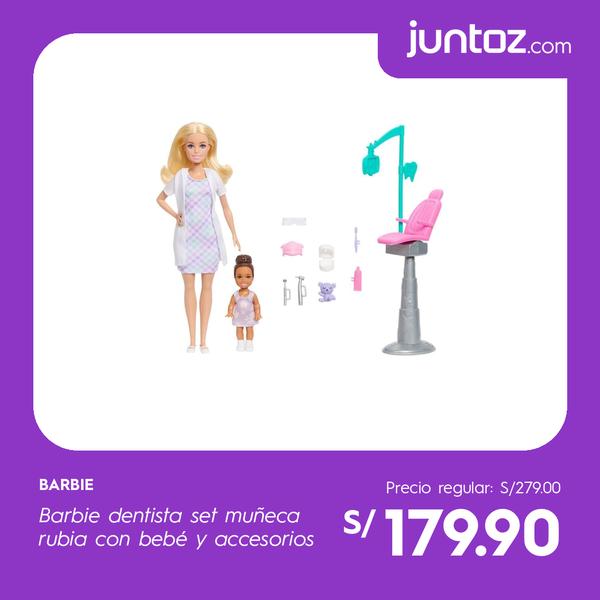 juntoz.com
BARBIE
Barbie dentista set muñeca
rubia con bebé y accesorios
Precio regular: S/279.00
S/179.90